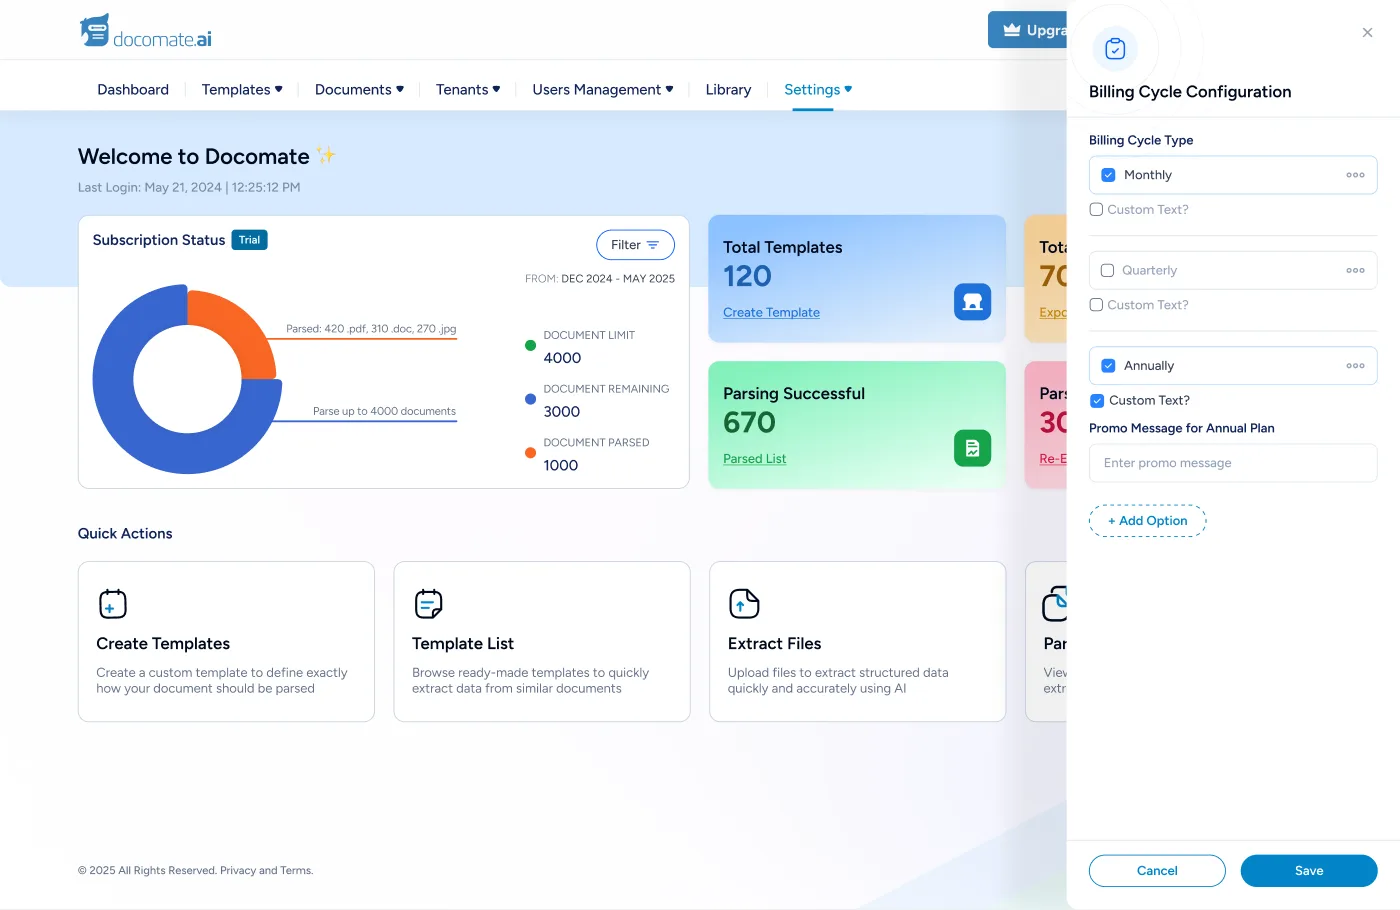 docomate.ai
Upgra
Dashboard
Templates
Documents
Tenants
Users Management
Library
Settings
Welcome to Docomate
Last Login: May 21, 2024 | 12:25:12 PM
Subscription Status
Trial
Filter
FROM: DEC 2024 - MAY 2025
Parsed: 420 .pdf, 310 .doc, 270 .jpg
Parse up to 4000 documents
DOCUMENT LIMIT
4000
DOCUMENT REMAINING
3000
DOCUMENT PARSED
1000
Total Templates
120
Create Template
Parsing Successful
670
Parsed List
Tota
70
Expo
Pars
30
Re-E
Quick Actions
Create Templates
Create a custom template to define exactly
how your document should be parsed
Template List
Browse ready-made templates to quickly
extract data from similar documents
Extract Files
Upload files to extract structured data
quickly and accurately using AI
Par
View
extr
© 2025 All Rights Reserved. Privacy and Terms.
Billing Cycle Configuration
Billing Cycle Type
Monthly
Custom Text?
Quarterly
Custom Text?
Annually
Custom Text?
Promo Message for Annual Plan
Enter promo message
+ Add Option
Cancel
Save